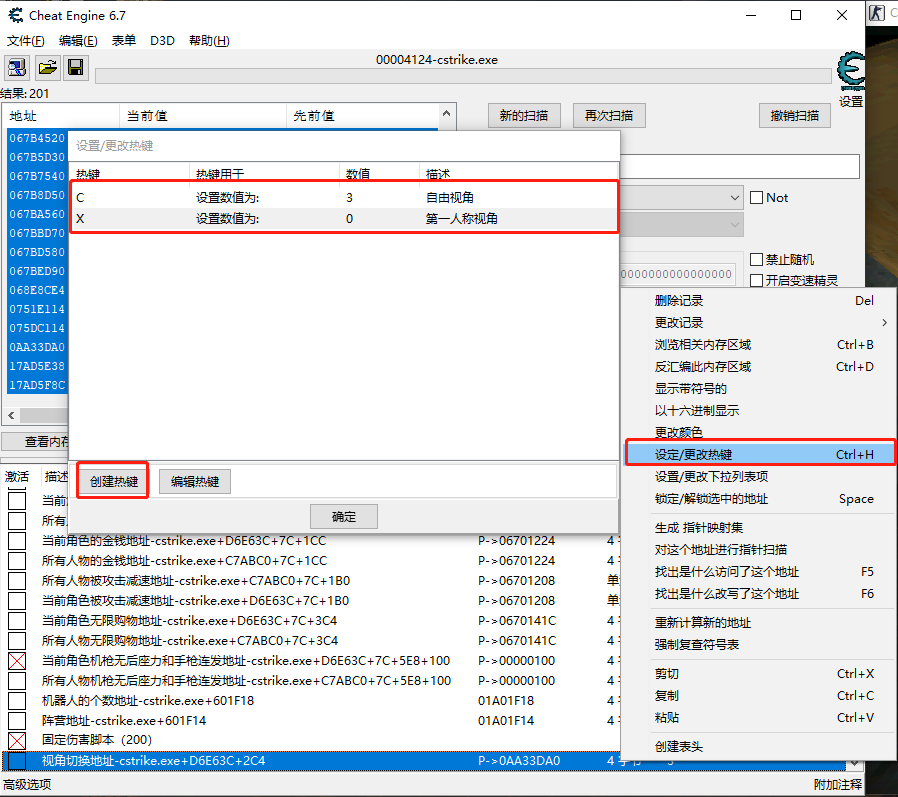 Cheat Engine 6.7
文件(F) 编辑(E) 表单 D3D 帮助(H)
00004124-cstrike.exe
结果: 201
设置
地址 当前值 先前值
新的扫描 再次扫描 撤销扫描
067B4520
067B5D30
067B7540
067B8D50
067BA560
067BBD70
067BD580
067BED90
068E8CE4
0751E114
075DC114
0AA33DA0
17AD5E38
17AD5F8C
设置/更改热键
热键 热键用于 数值 描述
C 设置数值为: 3 自由视角
X 设置数值为: 0 第一人称视角
创建热键 编辑热键
确定
Not
禁止随机
开启变速精灵
0000000000000000
删除记录 Del
更改记录
浏览相关内存区域 Ctrl+B
反汇编此内存区域 Ctrl+D
显示带符号的
以十六进制显示
更改颜色
设定/更改热键 Ctrl+H
设置/更改下拉列表项
锁定/解锁选中的地址 Space
生成 指针映射集
对这个地址进行指针扫描
找出是什么访问了这个地址 F5
找出是什么改写了这个地址 F6
重新计算新的地址
强制复查符号表
剪切 Ctrl+X
复制 Ctrl+C
粘贴 Ctrl+V
创建表头
查看内存
激活 描述
当前
所有
当前角色的金钱地址-cstrike.exe+D6E63C+7C+1CC P->06701224 4
所有人物的金钱地址-cstrike.exe+C7ABC0+7C+1CC P->06701224 4
所有人物被攻击减速地址-cstrike.exe+C7ABC0+7C+1B0 P->06701208 单
当前角色被攻击减速地址-cstrike.exe+D6E63C+7C+1B0 P->06701208 单
当前角色无限购物地址-cstrike.exe+D6E63C+7C+3C4 P->0670141C 4
所有人物无限购物地址-cstrike.exe+C7ABC0+7C+3C4 P->0670141C 4
当前角色机枪无后座力和手枪连发地址-cstrike.exe+D6E63C+7C+5E8+100 P->00000100 4
所有人物机枪无后座力和手枪连发地址-cstrike.exe+C7ABC0+7C+5E8+100 P->00000100 4
机器人的个数地址-cstrike.exe+601F18 01A01F18 4
阵营地址-cstrike.exe+601F14 01A01F14 4
固定伤害脚本（200）
视角切换地址-cstrike.exe+D6E63C+2C4 P->0AA33DA0 4 字节 3
高级选项 附加注释